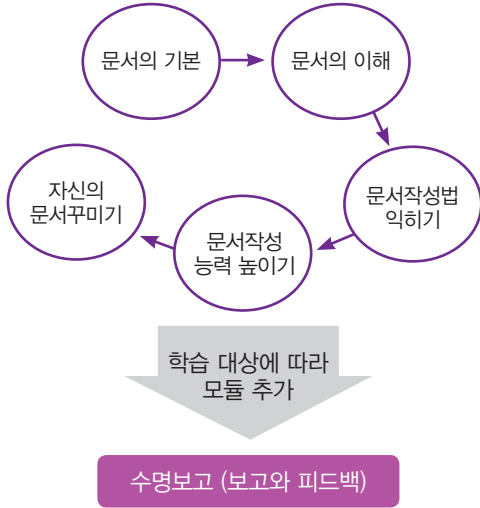 문서의 기본
문서의 이해
문서작성법
익히기
문서작성
능력 높이기
자신의
문서꾸미기
학습 대상에 따라
모듈 추가
수명보고 (보고와 피드백)